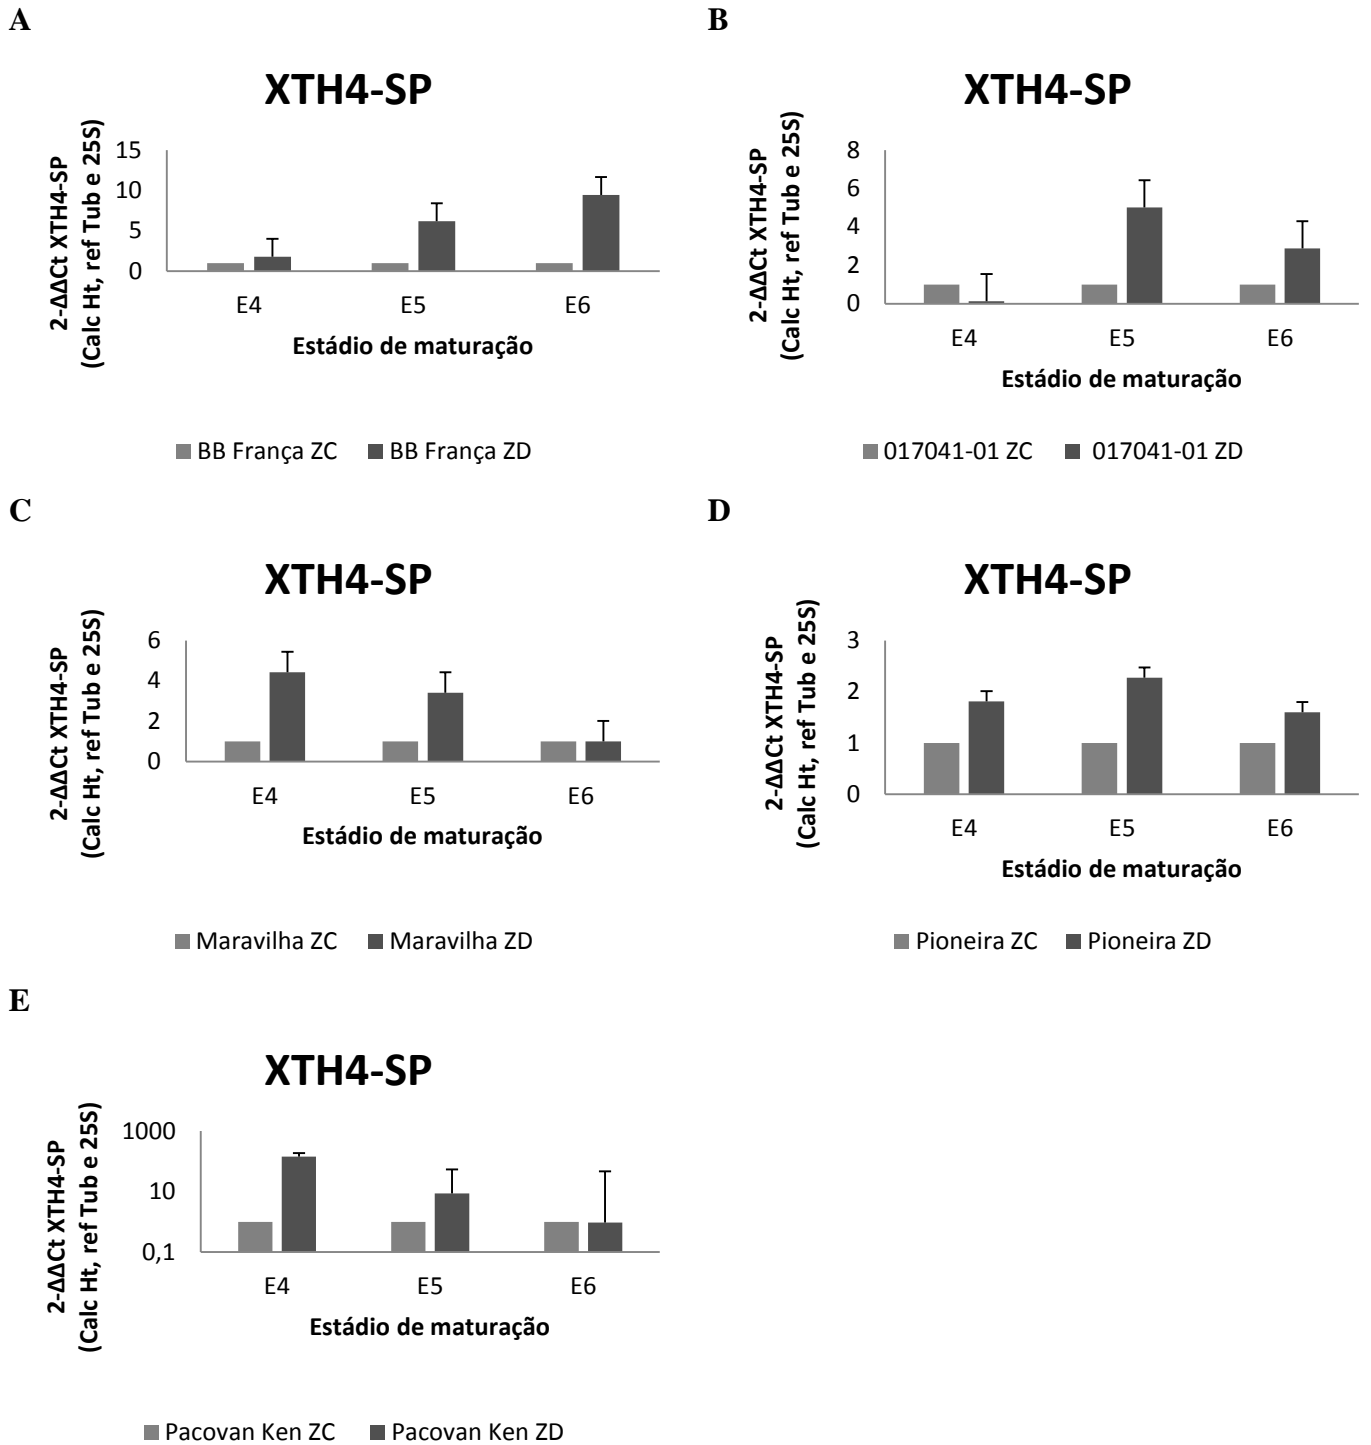 A
XTH4-SP
2-ΔΔCt XTH4-SP
(Calc Ht, ref Tub e 25S)
15
10
5
0
E4 E5 E6
Estádio de maturação
BB França ZC BB França ZD
B
XTH4-SP
2-ΔΔCt XTH4-SP
(Calc Ht, ref Tub e 25S)
8
6
4
2
0
E4 E5 E6
Estádio de maturação
017041-01 ZC 017041-01 ZD
C
XTH4-SP
2-ΔΔCt XTH4-SP
(Calc Ht, ref Tub e 25S)
6
4
2
0
E4 E5 E6
Estádio de maturação
Maravilha ZC Maravilha ZD
D
XTH4-SP
2-ΔΔCt XTH4-SP
(Calc Ht, ref Tub e 25S)
3
2
1
0
E4 E5 E6
Estádio de maturação
Pioneira ZC Pioneira ZD
E
XTH4-SP
2-ΔΔCt XTH4-SP
(Calc Ht, ref Tub e 25S)
1000
10
0,1
E4 E5 E6
Estádio de maturação
Pacovan Ken ZC Pacovan Ken ZD